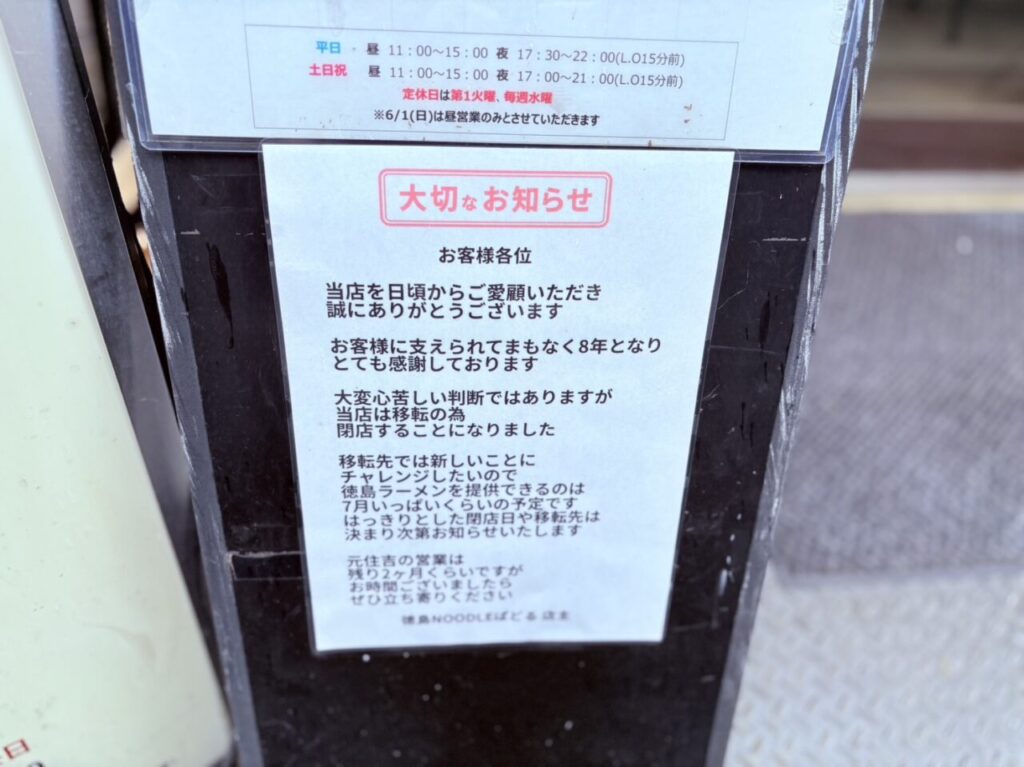 平日 昼 11:00～15:00 夜 17:30～22:00(L.O15分前)
土日祝 昼 11:00～15:00 夜 17:00～21:00(L.O15分前)
定休日は第1火曜、毎週水曜
※6/1(日)は昼営業のみとさせていただきます
大切なお知らせ
お客様各位
当店を日頃からご愛顧いただき
誠にありがとうございます
お客様に支えられてまもなく8年となり
とても感謝しております
大変心苦しい判断ではありますが
当店は移転の為
閉店することになりました
移転先では新しいことに
チャレンジしたいので
徳島ラーメンを提供できるのは
7月いっぱいくらいの予定です
はっきりとした閉店日や移転先は
決まり次第お知らせいたします
元住吉の営業は
残り2ヶ月くらいですが
お時間ございましたら
ぜひ立ち寄りください
徳島NOODLEぱどる 店主
日